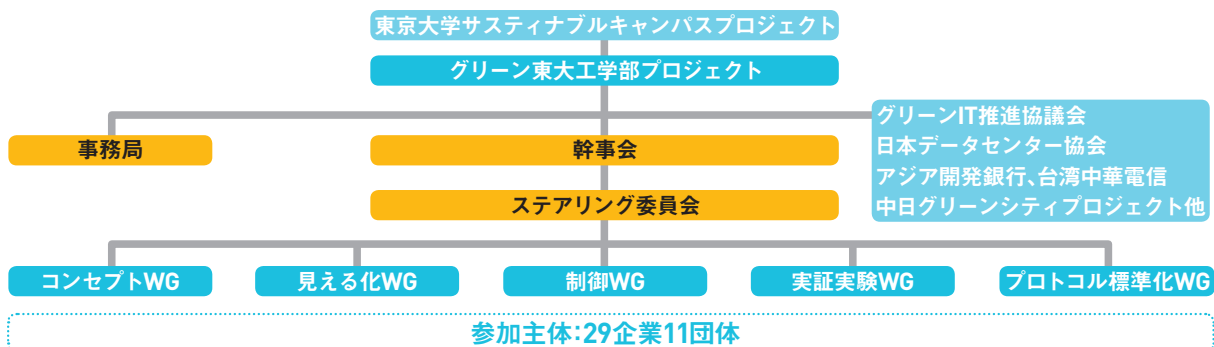 東京大学サスティナブルキャンパスプロジェクト
グリーン東大工学部プロジェクト
グリーンIT推進協議会
日本データセンター協会
アジア開発銀行、台湾中華電信
中日グリーンシティプロジェクト他
事務局
幹事会
ステアリング委員会
コンセプトWG
見える化WG
制御WG
実証実験WG
プロトコル標準化WG
参加主体:29企業11団体